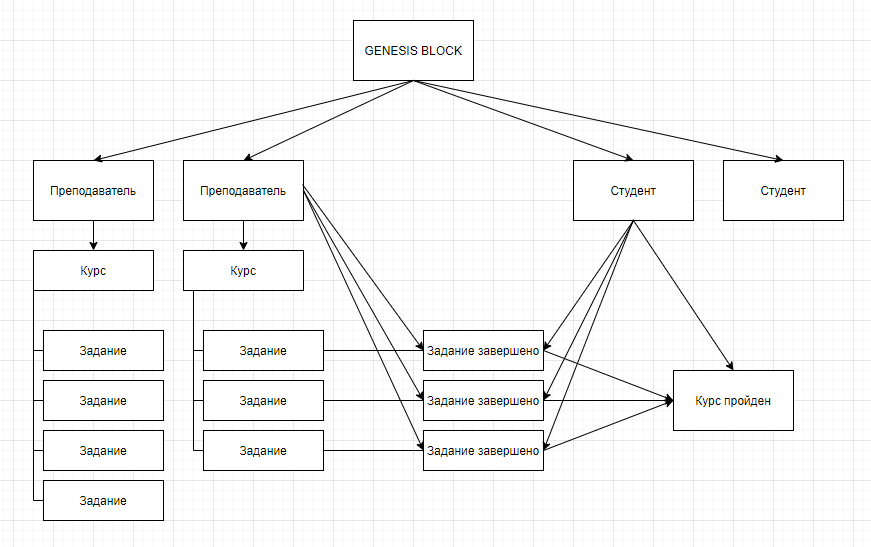 GENESIS BLOCK
Преподаватель
Преподаватель
Студент
Студент
Курс
Курс
Задание
Задание
Задание завершено
Задание
Задание
Задание завершено
Курс пройден
Задание
Задание
Задание завершено
Задание